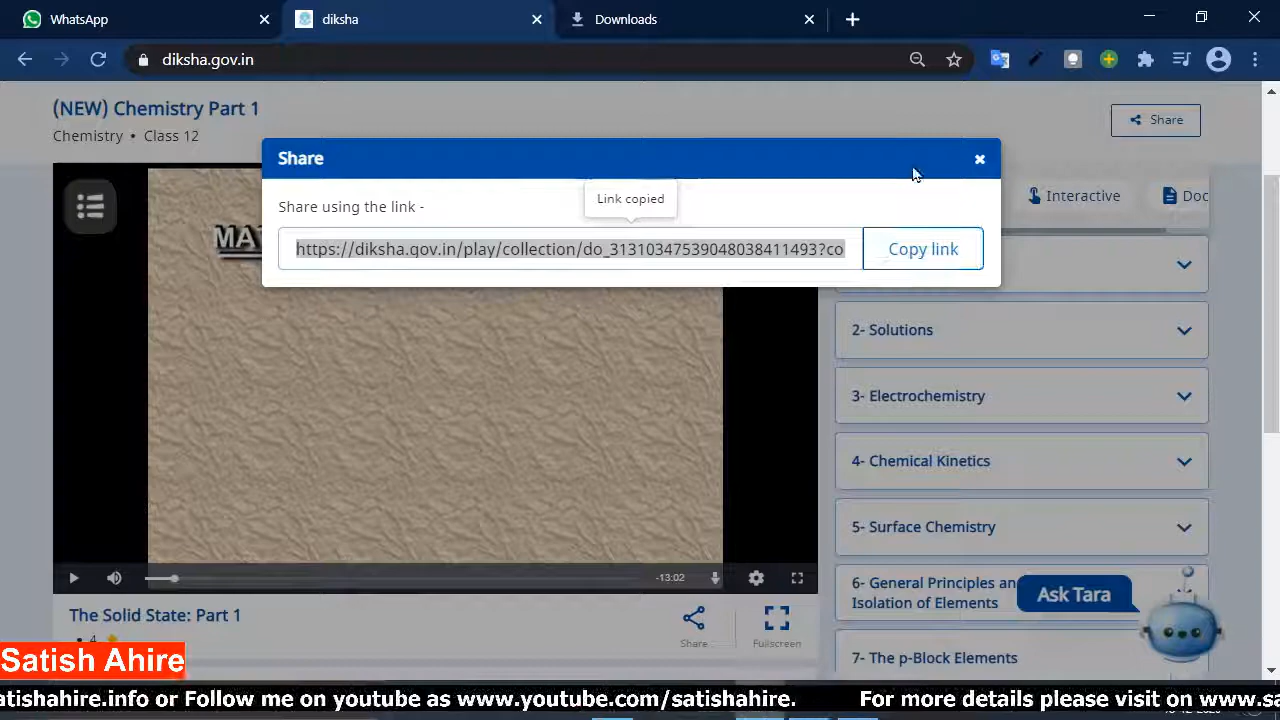 WhatsApp
diksha
Downloads
diksha.gov.in
(NEW) Chemistry Part 1
Chemistry • Class 12
Share
Share
Share using the link -
Link copied
https://diksha.gov.in/play/collection/do_31310347539048038411493?co
Copy link
Interactive
Doc
MA
2- Solutions
3- Electrochemistry
4- Chemical Kinetics
5- Surface Chemistry
6- General Principles an
Isolation of Elements
7- The p-Block Elements
Ask Tara
-13:02
The Solid State: Part 1
4
Share
Fullscreen
Satish Ahire
atishahire info or Follow me on youtube as www.youtube.com/satishahire.
For more details please visit on www.sa